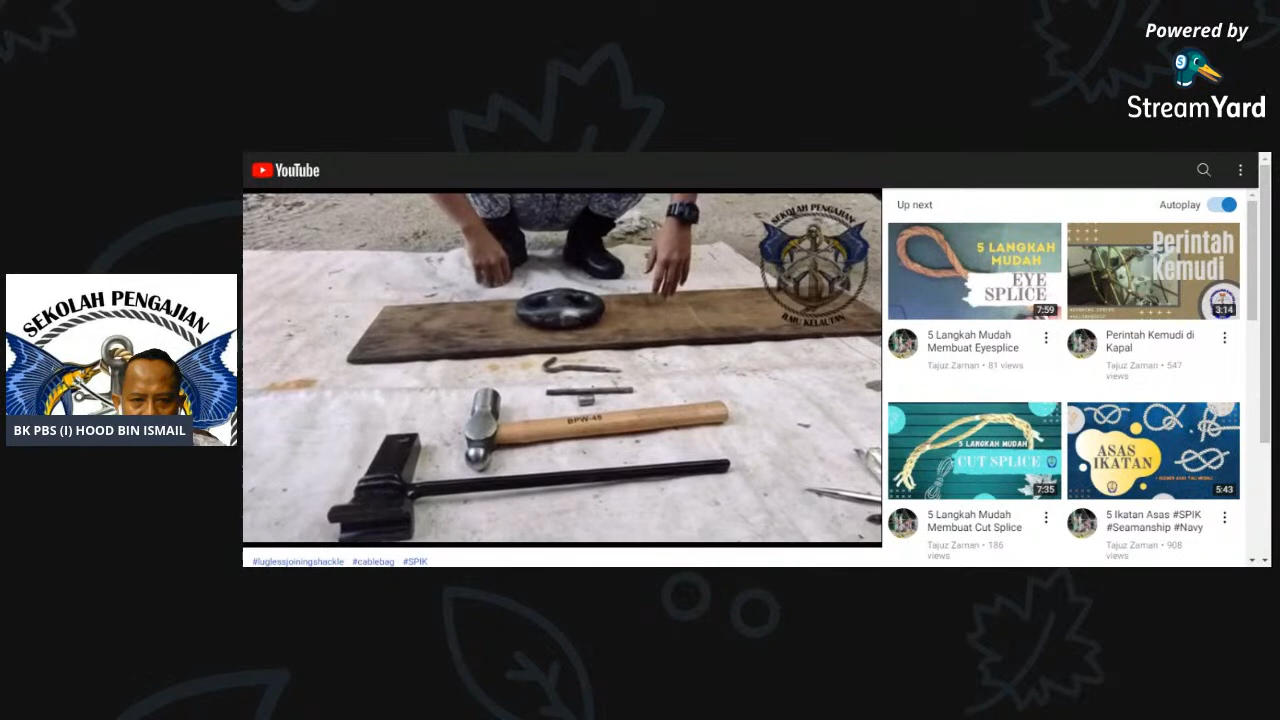 Powered by
StreamYard
YouTube
Up next
Autoplay
SEKOLAH PENGAJIAN
ILMU KELAUTAN
BPW-45
5 LANGKAH
MUDAH
EYE
SPLICE
7:59
Perintah
Kemudi
3:14
5 Langkah Mudah
Membuat Eyesplice
Tajuz Zaman • 81 views
Perintah Kemudi di
Kapal
Tajuz Zaman • 547
views
SEKOLAH PENGAJIAN
BK PBS (I) HOOD BIN ISMAIL
5 LANGKAH MUDAH
CUT SPLICE
7:35
ASAS
IKATAN
5:43
5 Langkah Mudah
Membuat Cut Splice
Tajuz Zaman • 186
views
5 Ikatan Asas #SPIK
#Seamanship #Navy
Tajuz Zaman • 908
views
#luglessjoiningshackle #cablebag #SPIK